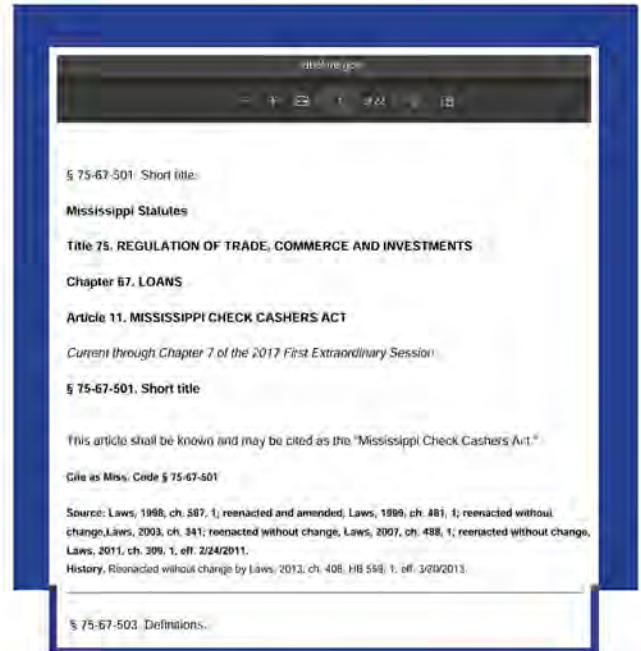 § 75-67-501. Short title.
Mississippi Statutes
Title 75. REGULATION OF TRADE, COMMERCE AND INVESTMENTS
Chapter 67. LOANS
Article 11. MISSISSIPPI CHECK CASHERS ACT
Current through Chapter 7 of the 2017 First Extraordinary Session
§ 75-67-501. Short title
This article shall be known and may be cited as the "Mississippi Check Cashers Act."
Cite as Miss. Code § 75-67-501
Source: Laws, 1998, ch. 587, 1; reenacted and amended, Laws, 1999, ch. 481, 1; reenacted without
change,Laws, 2003, ch. 341; reenacted without change, Laws, 2007, ch. 488, 1; reenacted without change,
Laws, 2011, ch. 309, 1, eff. 2/24/2011.
History. Reenacted without change by Laws, 2013, ch. 408, HB 559, 1, eff. 3/20/2013.
§ 75-67-503. Definitions.